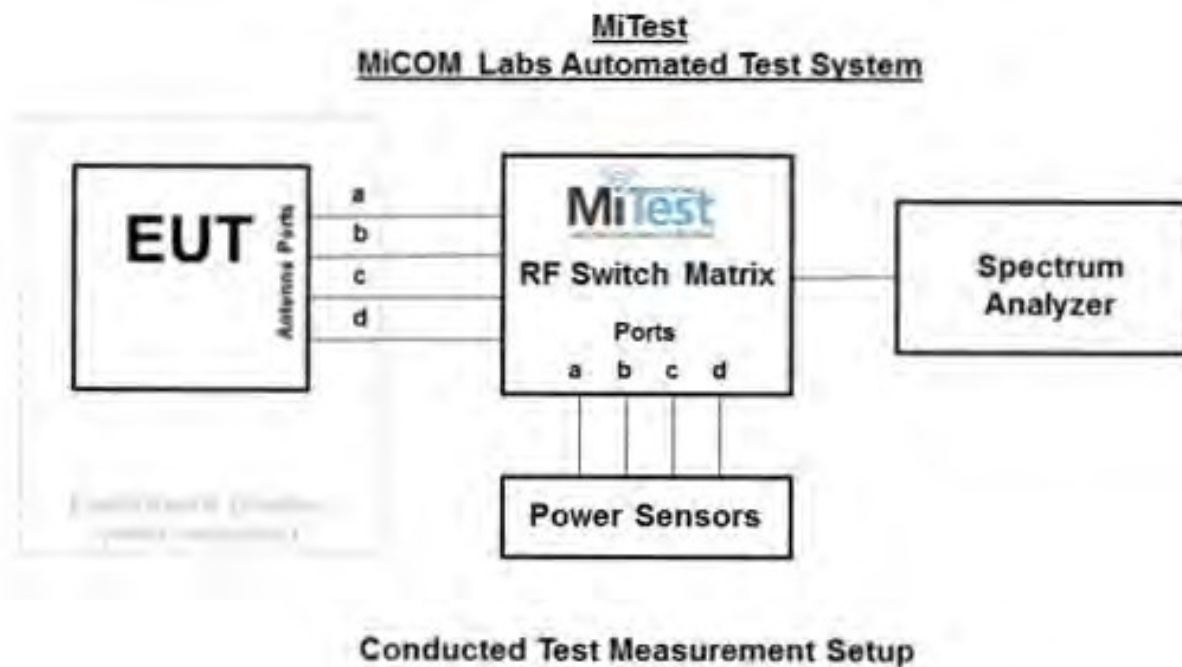 MiTest
MiCOM Labs Automated Test System
EUT
Antenna Ports
a
b
c
d
MiTest
RF Switch Matrix
Ports
a b c d
Spectrum
Analyzer
Power Sensors
Conducted Test Measurement Setup